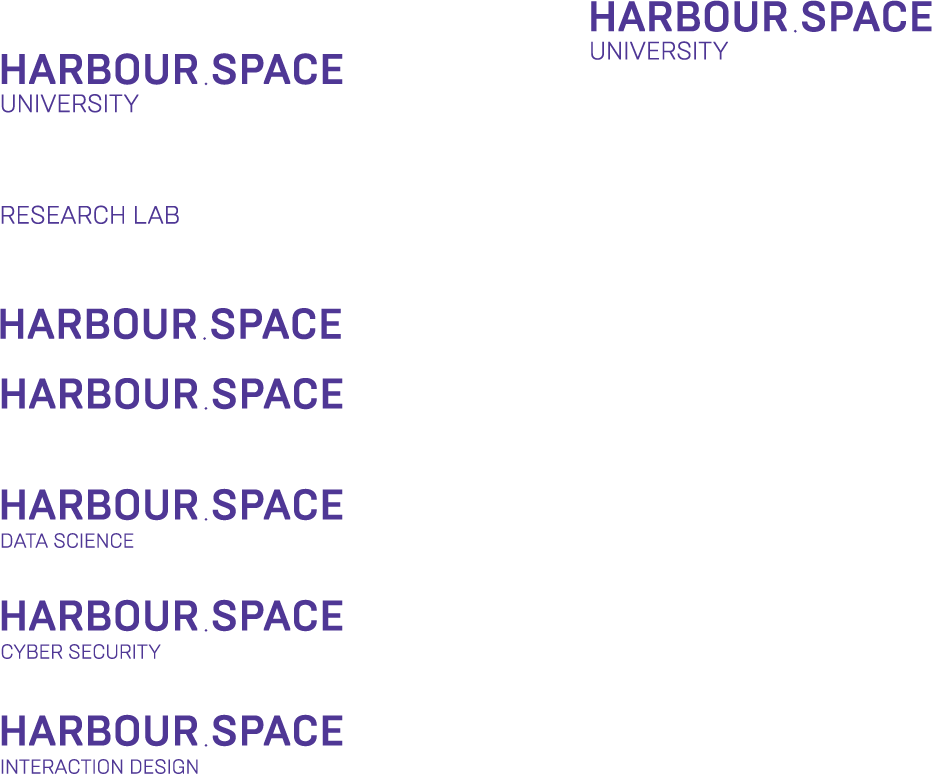 HARBOUR.SPACE
UNIVERSITY
HARBOUR.SPACE
UNIVERSITY
RESEARCH LAB
HARBOUR.SPACE
HARBOUR.SPACE
HARBOUR.SPACE
DATA SCIENCE
HARBOUR.SPACE
CYBER SECURITY
HARBOUR.SPACE
INTERACTION DESIGN